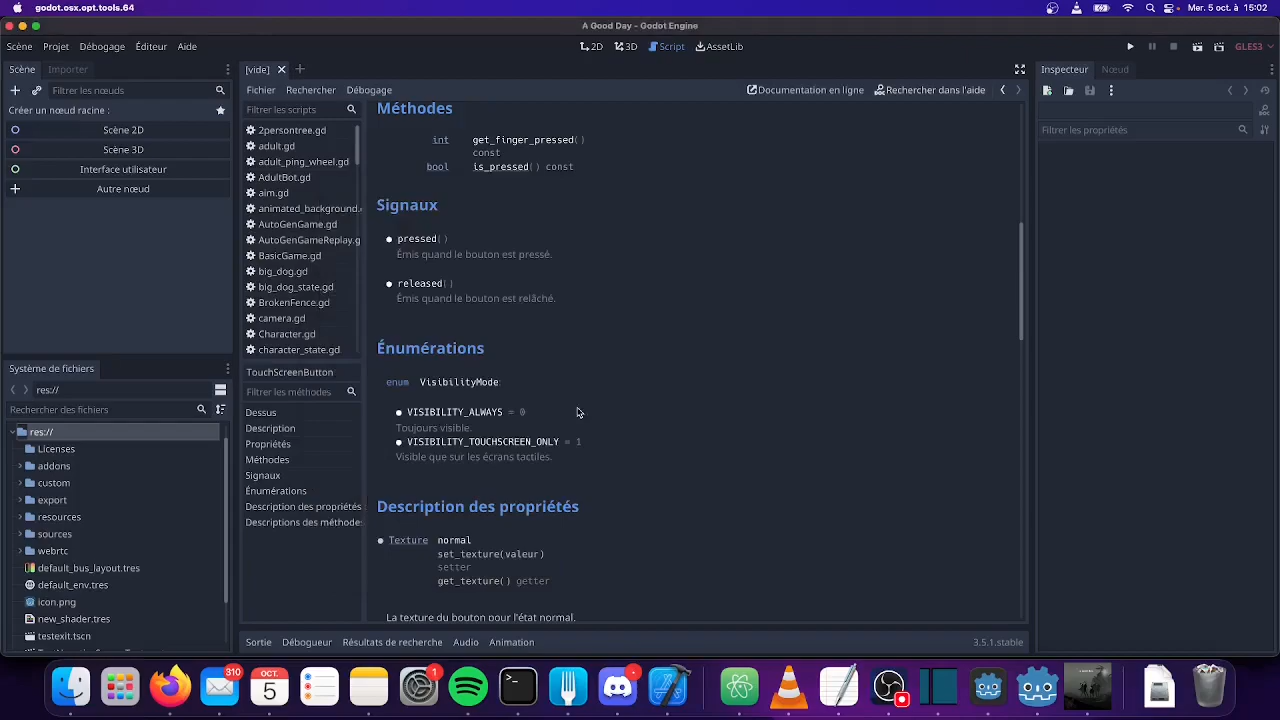 godot.osx.opt.tools.64
Mer. 5 oct. à 15:02
A Good Day - Godot Engine
Scène Projet Débogage Éditeur Aide
2D 3D Script AssetLib
GLES3
Scène Importer
[vide]
Inspecteur Nœud
Filtrer les nœuds
Fichier Rechercher Débogage
Documentation en ligne Rechercher dans l'aide
Créer un nœud racine :
Scène 2D
Scène 3D
Interface utilisateur
Autre nœud
Filtrer les scripts
2persontree.gd
adult.gd
adult_ping_wheel.gd
AdultBot.gd
aim.gd
animated_background.
AutoGenGame.gd
AutoGenGameReplay.g
BasicGame.gd
big_dog.gd
big_dog_state.gd
BrokenFence.gd
camera.gd
Character.gd
character_state.gd
TouchScreenButton
Filtrer les méthodes
Dessus
Description
Propriétés
Méthodes
Signaux
Énumérations
Description des propriétés
Descriptions des méthodes
Méthodes
int get_finger_pressed()
const
bool is_pressed() const
Signaux
pressed()
Émis quand le bouton est pressé.
released()
Émis quand le bouton est relâché.
Énumérations
enum VisibilityMode:
VISIBILITY_ALWAYS = 0
Toujours visible.
VISIBILITY_TOUCHSCREEN_ONLY = 1
Visible que sur les écrans tactiles.
Description des propriétés
Texture normal
set_texture(valeur)
setter
get_texture() getter
La texture du bouton pour l'état normal.
Filtrer les propriétés
Système de fichiers
res://
Rechercher des fichiers
res://
Licenses
addons
custom
export
resources
sources
webrtc
default_bus_layout.tres
default_env.tres
icon.png
new_shader.tres
testexit.tscn
Sortie Débogueur Résultats de recherche Audio Animation
3.5.1.stable
310
OCT.
5
1